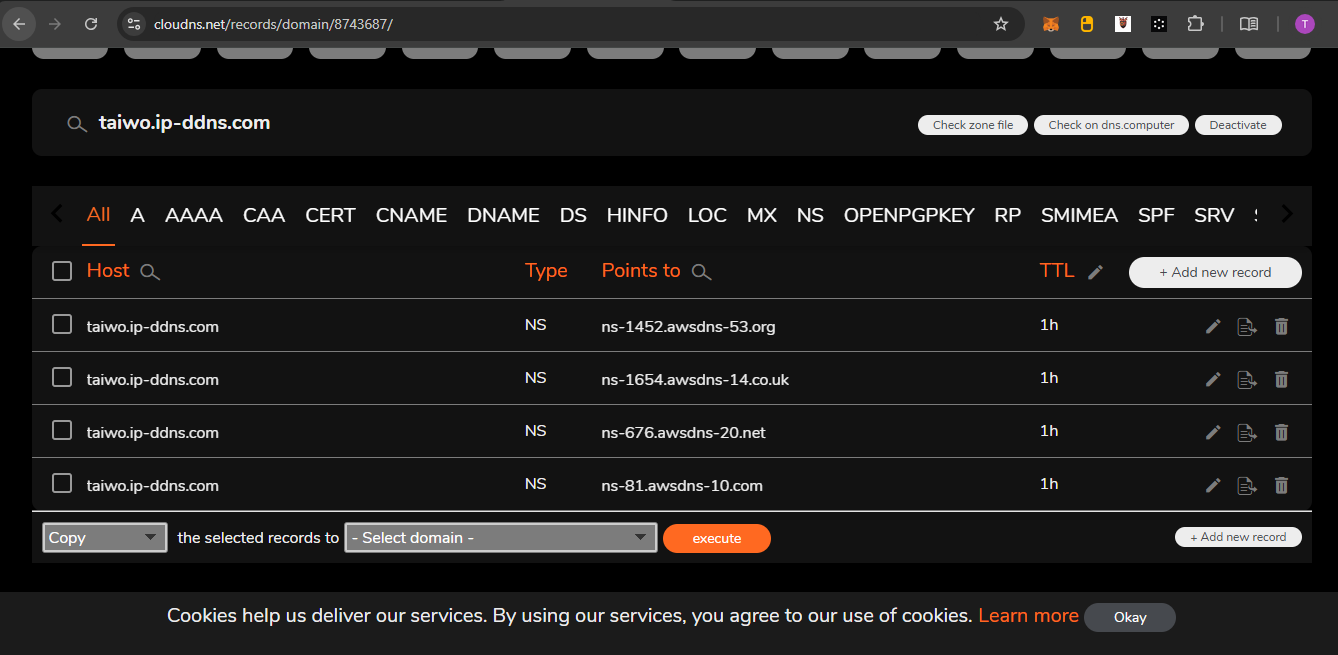 cloudns.net/records/domain/8743687/
T
taiwo.ip-ddns.com
Check zone file Check on dns.computer Deactivate
All A AAAA CAA CERT CNAME DNAME DS HINFO LOC MX NS OPENPGPKEY RP SMIMEA SPF SRV
Host Type Points to TTL + Add new record
taiwo.ip-ddns.com NS ns-1452.awsdns-53.org 1h
taiwo.ip-ddns.com NS ns-1654.awsdns-14.co.uk 1h
taiwo.ip-ddns.com NS ns-676.awsdns-20.net 1h
taiwo.ip-ddns.com NS ns-81.awsdns-10.com 1h
Copy the selected records to - Select domain - execute + Add new record
Cookies help us deliver our services. By using our services, you agree to our use of cookies. Learn more Okay